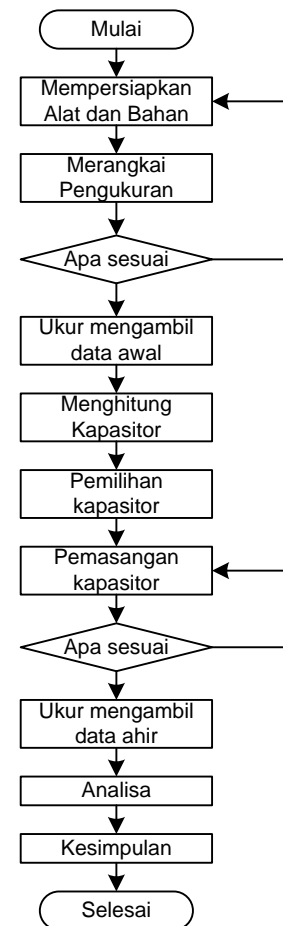 Mulai
Mempersiapkan
Alat dan Bahan
Merangkai
Pengukuran
Apa sesuai
Ukur mengambil
data awal
Menghitung
Kapasitor
Pemilihan
kapasitor
Pemasangan
kapasitor
Apa sesuai
Ukur mengambil
data ahir
Analisa
Kesimpulan
Selesai